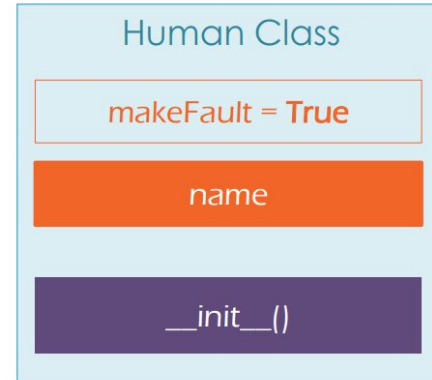 Human Class
makeFault = True
name
__init__()